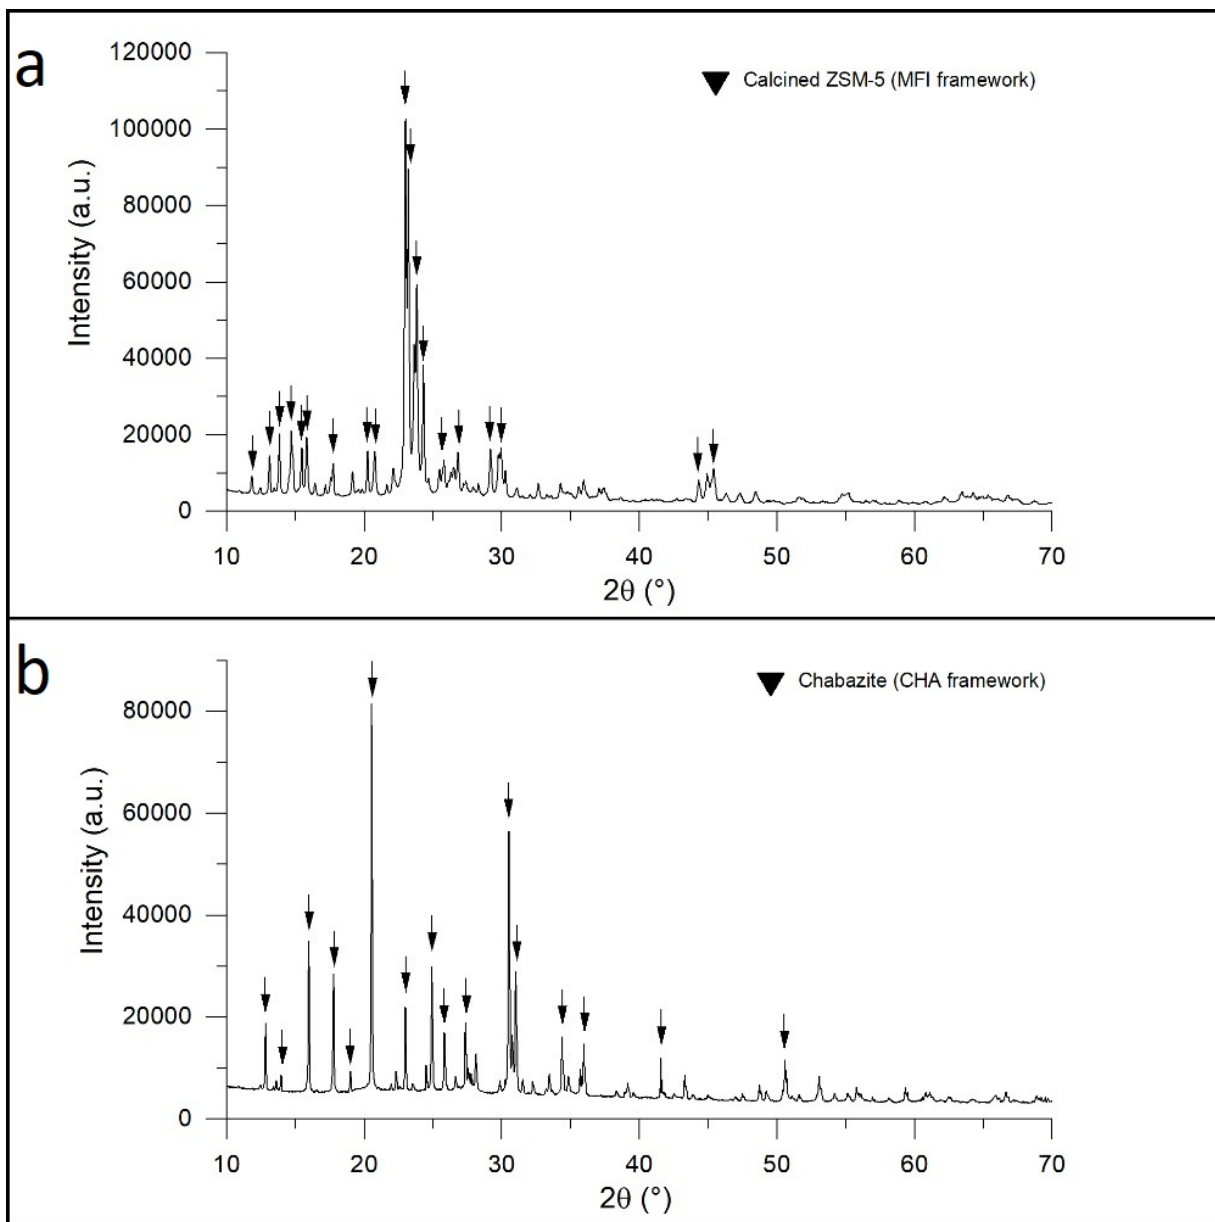 a
120000
100000
80000
60000
40000
20000
0
Intensity (a.u.)
Calcined ZSM-5 (MFI framework)
10 20 30 40 50 60 70
2θ (°)
b
80000
60000
40000
20000
0
Intensity (a.u.)
Chabazite (CHA framework)
10 20 30 40 50 60 70
2θ (°)